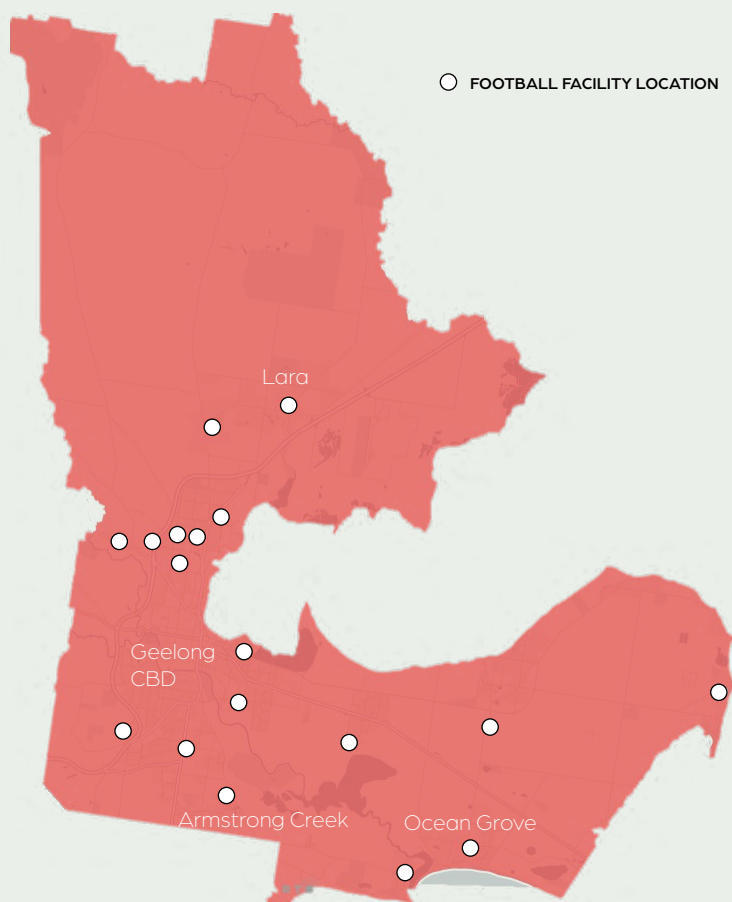 FOOTBALL FACILITY LOCATION
Lara
Geelong
CBD
Armstrong Creek
Ocean Grove